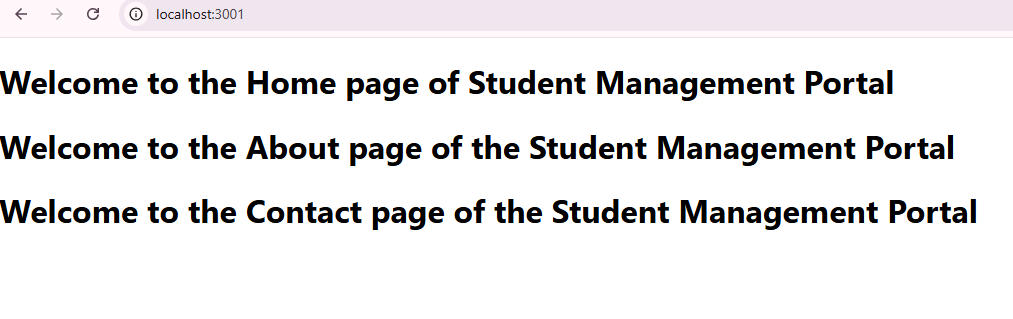 localhost:3001
Welcome to the Home page of Student Management Portal
Welcome to the About page of the Student Management Portal
Welcome to the Contact page of the Student Management Portal